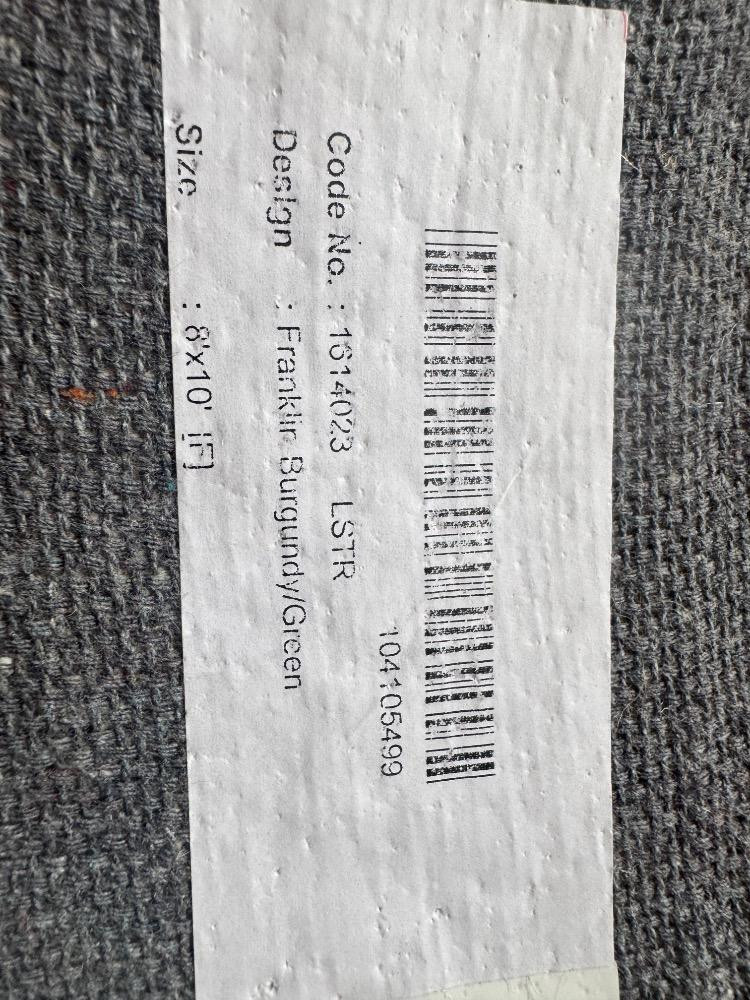 104105499
Code No. : 1614023 LSTR
Design : Franklin Burgundy/Green
Size : 8'x10' [F]